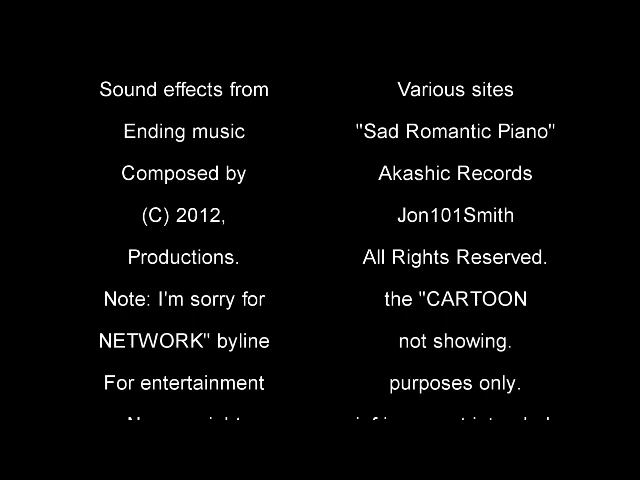 Sound effects from Various sites
Ending music "Sad Romantic Piano"
Composed by Akashic Records
(C) 2012, Jon101Smith
Productions. All Rights Reserved.
Note: I'm sorry for the "CARTOON
NETWORK" byline not showing.
For entertainment purposes only.